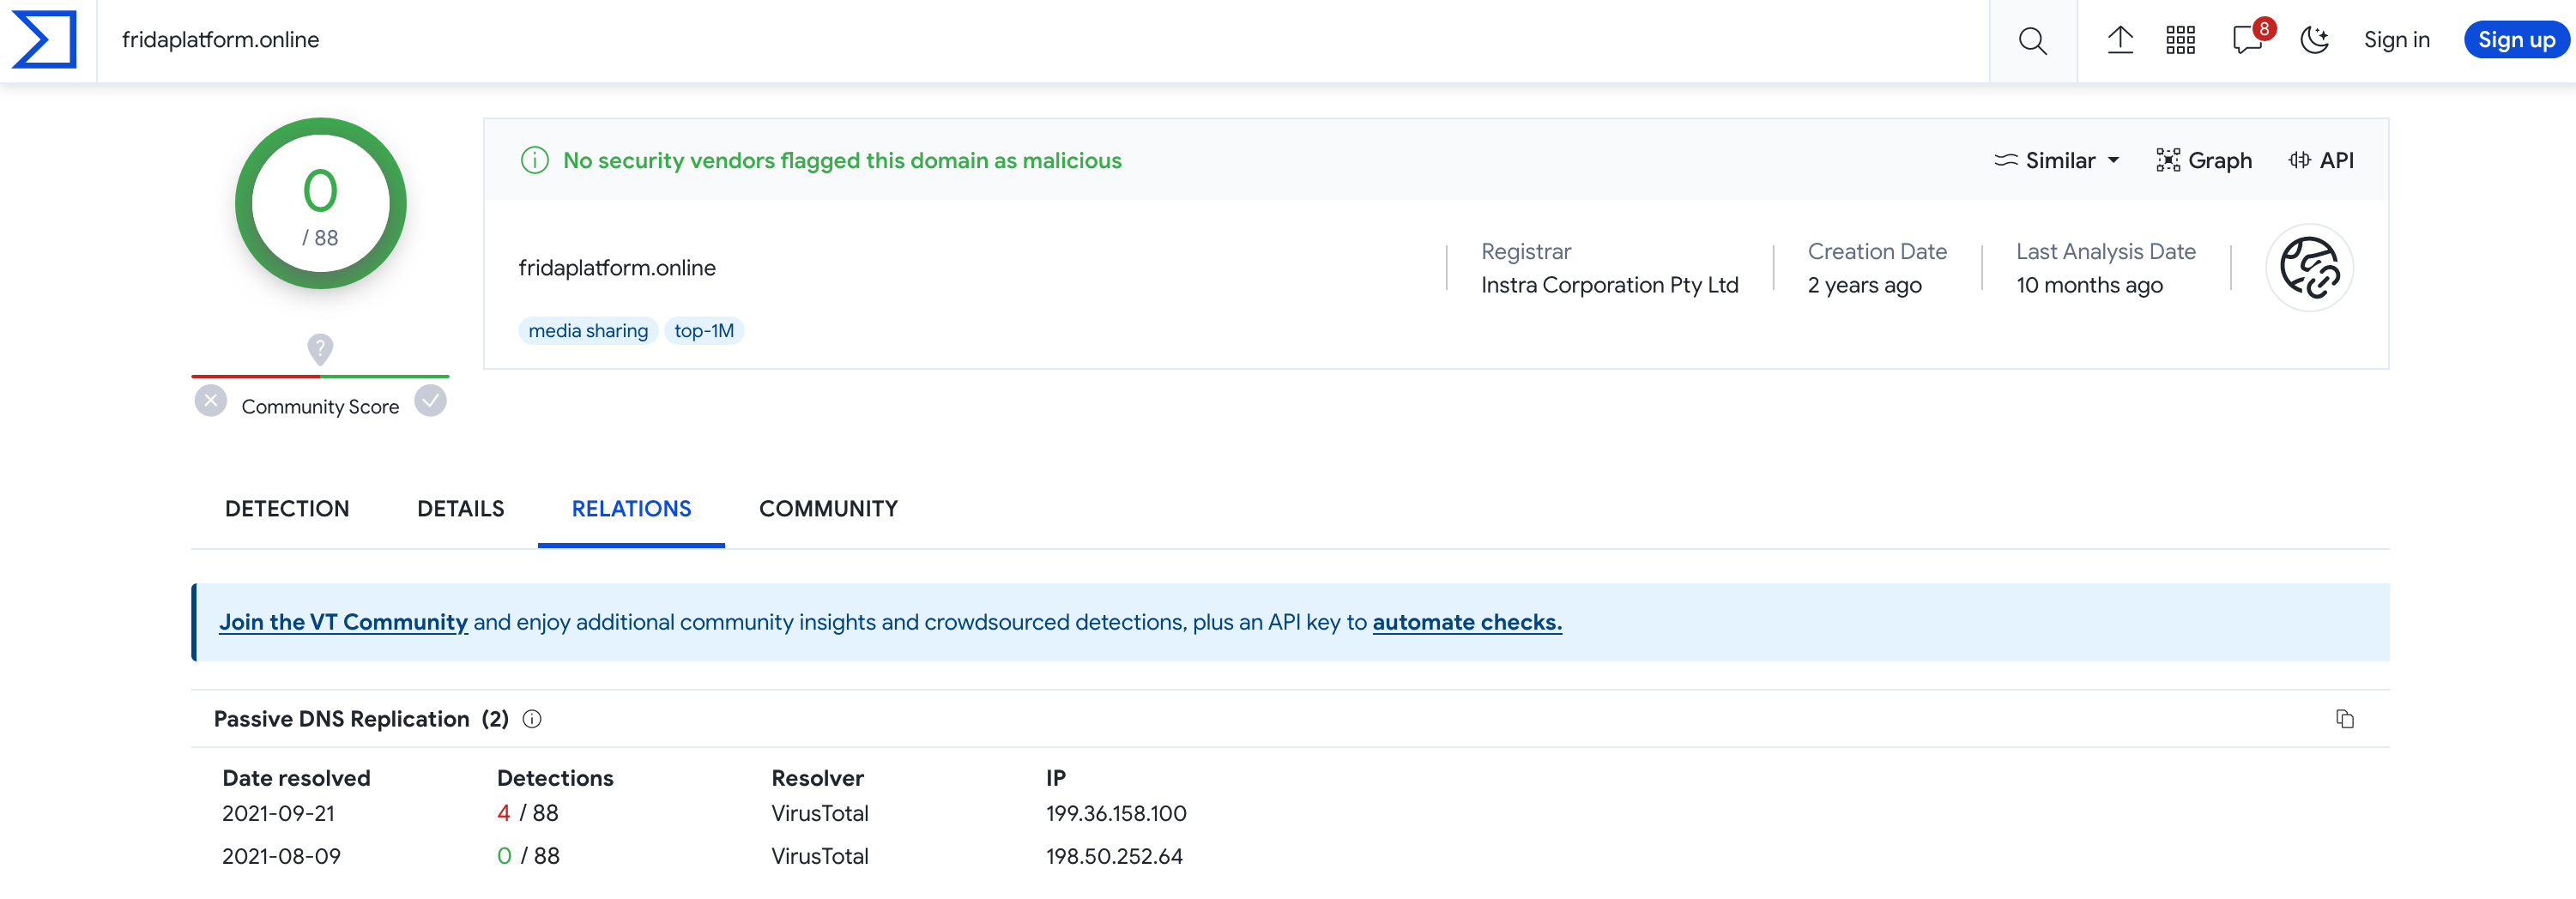 fridaplatform.online
8
Sign in
Sign up
0
/ 88
Community Score
No security vendors flagged this domain as malicious
Similar
Graph
API
fridaplatform.online
media sharing
top-1M
Registrar
Instra Corporation Pty Ltd
Creation Date
2 years ago
Last Analysis Date
10 months ago
DETECTION
DETAILS
RELATIONS
COMMUNITY
Join the VT Community and enjoy additional community insights and crowdsourced detections, plus an API key to automate checks.
Passive DNS Replication (2)
Date resolved Detections Resolver IP
2021-09-21 4 / 88 VirusTotal 199.36.158.100
2021-08-09 0 / 88 VirusTotal 198.50.252.64